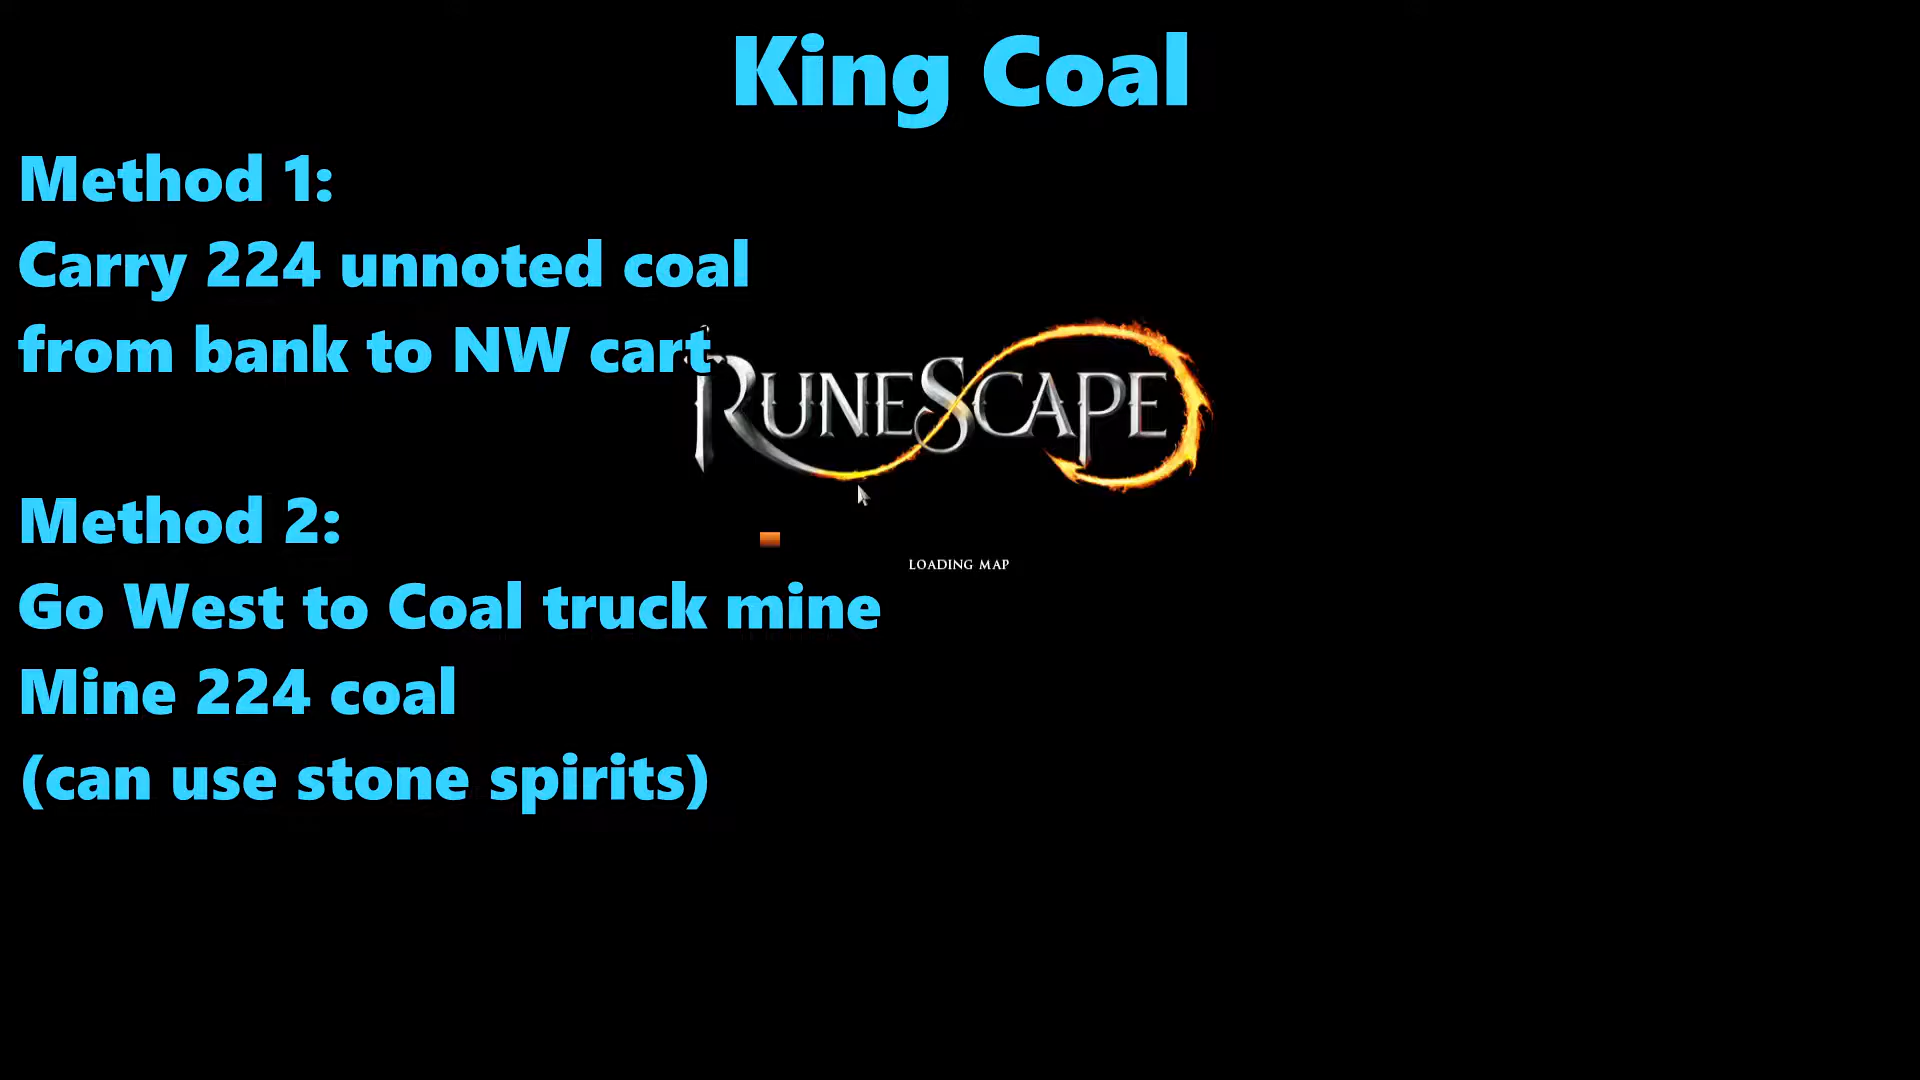 King Coal
Method 1:
Carry 224 unnoted coal
from bank to NW cart
RUNESCAPE
LOADING MAP
Method 2:
Go West to Coal truck mine
Mine 224 coal
(can use stone spirits)